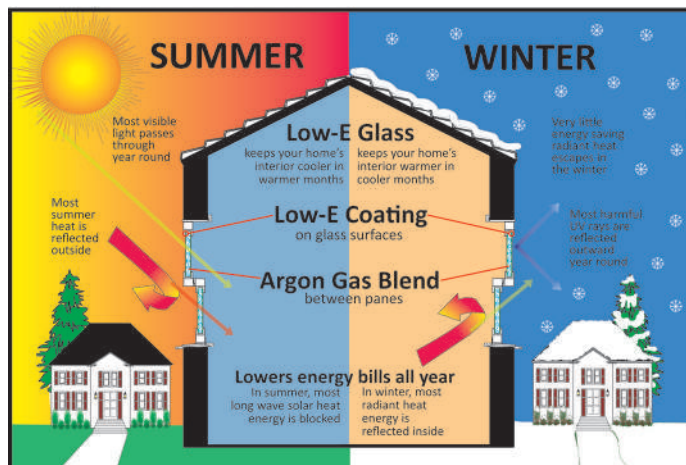 SUMMER
WINTER
Most visible
light passes
through
year round
Very little
energy saving
radiant heat
escapes in
the winter
Low-E Glass
keeps your home's
interior cooler in
warmer months
keeps your home's
interior warmer in
cooler months
Most
summer
heat is
reflected
outside
Low-E Coating
on glass surfaces
Most harmful
UV rays are
reflected
outward
year round
Argon Gas Blend
between panes
Lowers energy bills all year
In summer, most
long wave solar heat
energy is blocked
In winter, most
radiant heat
energy is
reflected inside